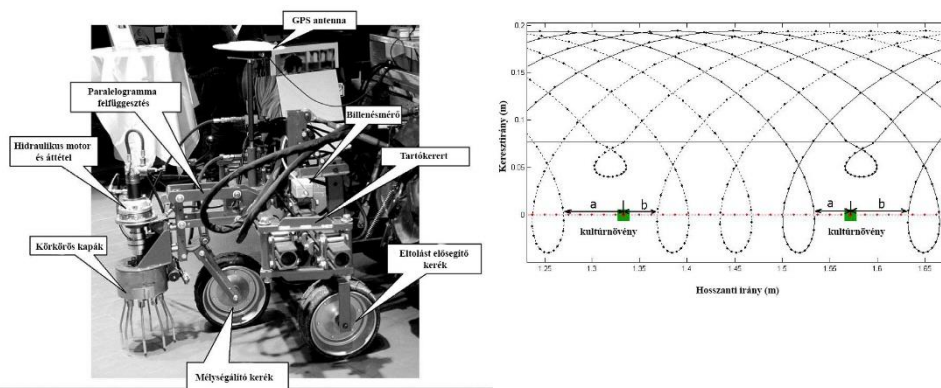 GPS antenna
Paralelogramma
felfüggesztés
Billenésmérő
Hidraulikus motor
és áttétel
Tartókerert
Körkörös kapák
Eltolást elősegítő
kerék
Mélységálító kerék
0.2
0.15
0.1
0.05
0
Keresztirány (m)
a
b
a
b
kultúrnövény
kultúrnövény
1.25
1.3
1.35
1.4
1.45
1.5
1.55
1.6
1.65
Hosszanti irány (m)